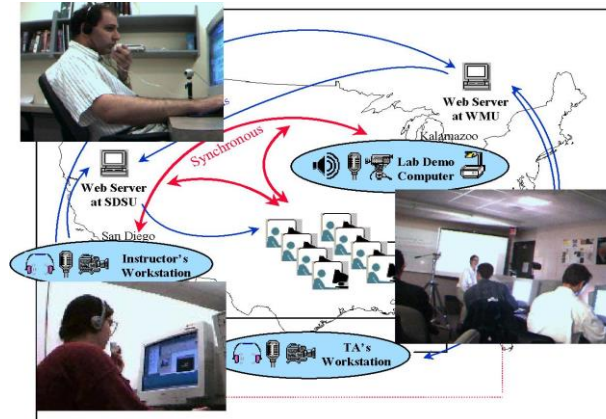 Web Server
at WMU
Kalamazoo
Synchronous
Lab Demo
Computer
Web Server
at SDSU
San Diego
Instructor's
Workstation
TA's
Workstation